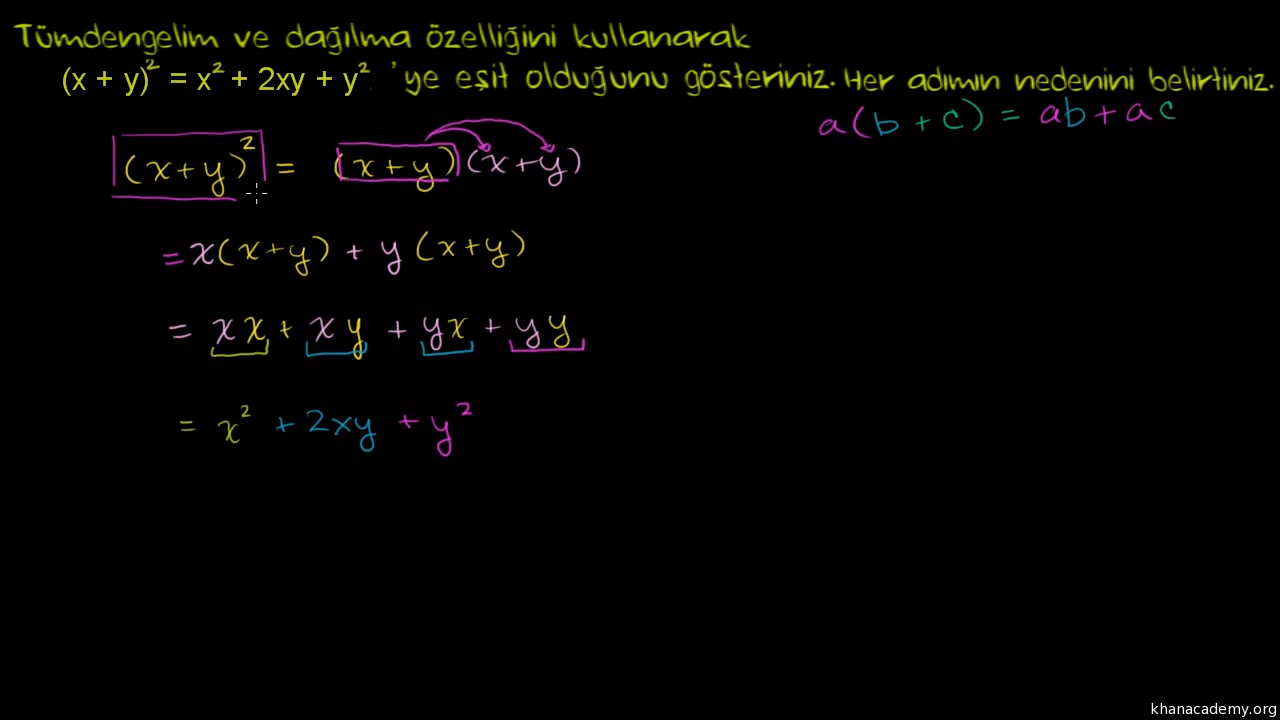 Tümdengelim ve dağılma özelliğini kullanarak
(x + y)² = x² + 2xy + y² 'ye eşit olduğunu gösteriniz. Her adımın nedenini belirtiniz.
a(b + c) = ab + ac
(x+y)² = (x+y)(x+y)
= x(x+y) + y(x+y)
= xx + xy + yx + yy
= x² + 2xy + y²
khanacademy.org